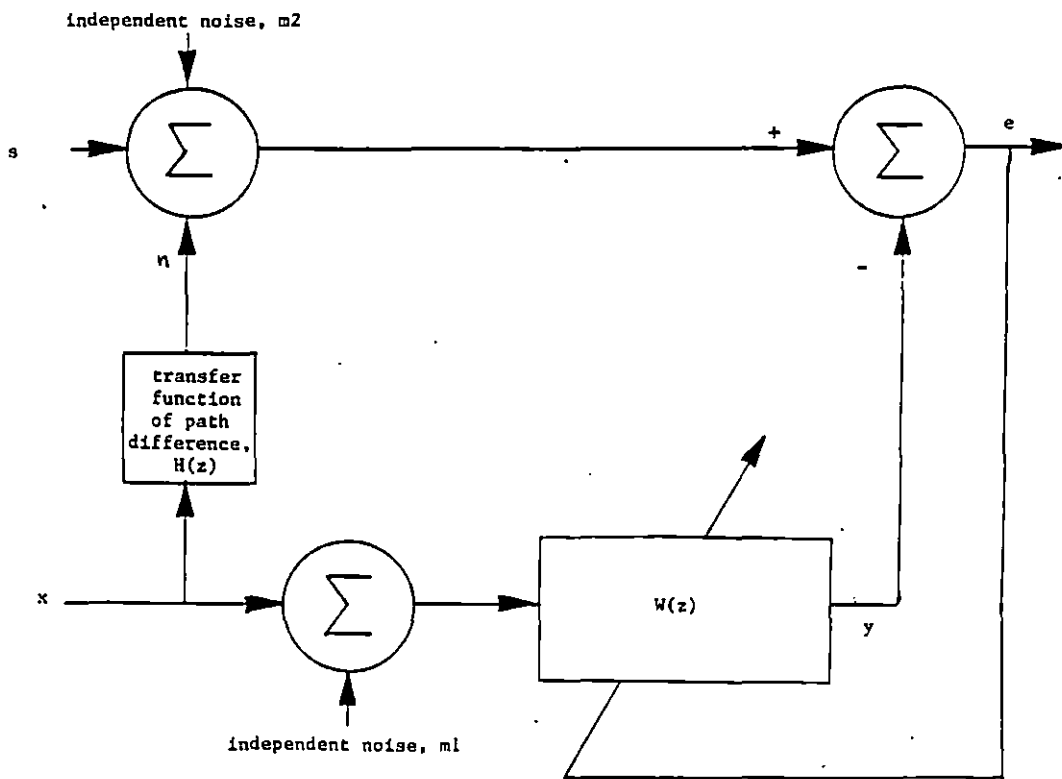 independent noise, m2
Σ
Σ
+
e
s
n
-
transfer
function
of path
difference,
H(z)
x
Σ
W(z)
y
independent noise, m1